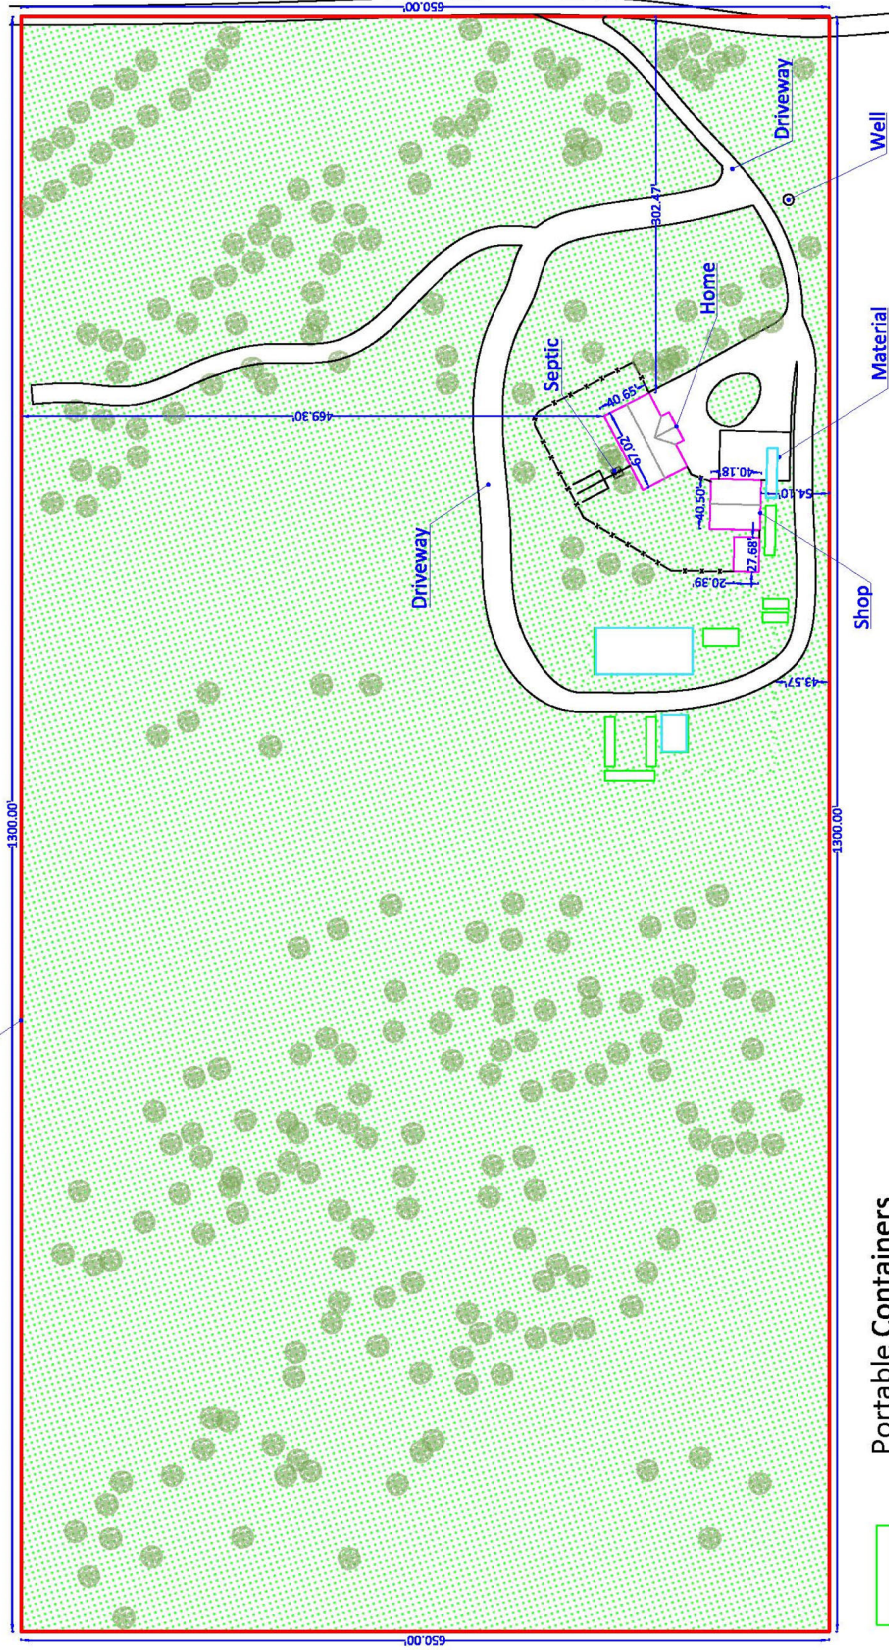 650.00'
1300.00'
1300.00'
650.00'
469.30'
302.47'
Driveway
Well
Home
Septic
Material
40.59'
67.02'
40.18'
40.50'
54.10'
27.68'
20.39'
43.57'
Driveway
Shop
Portable Containers